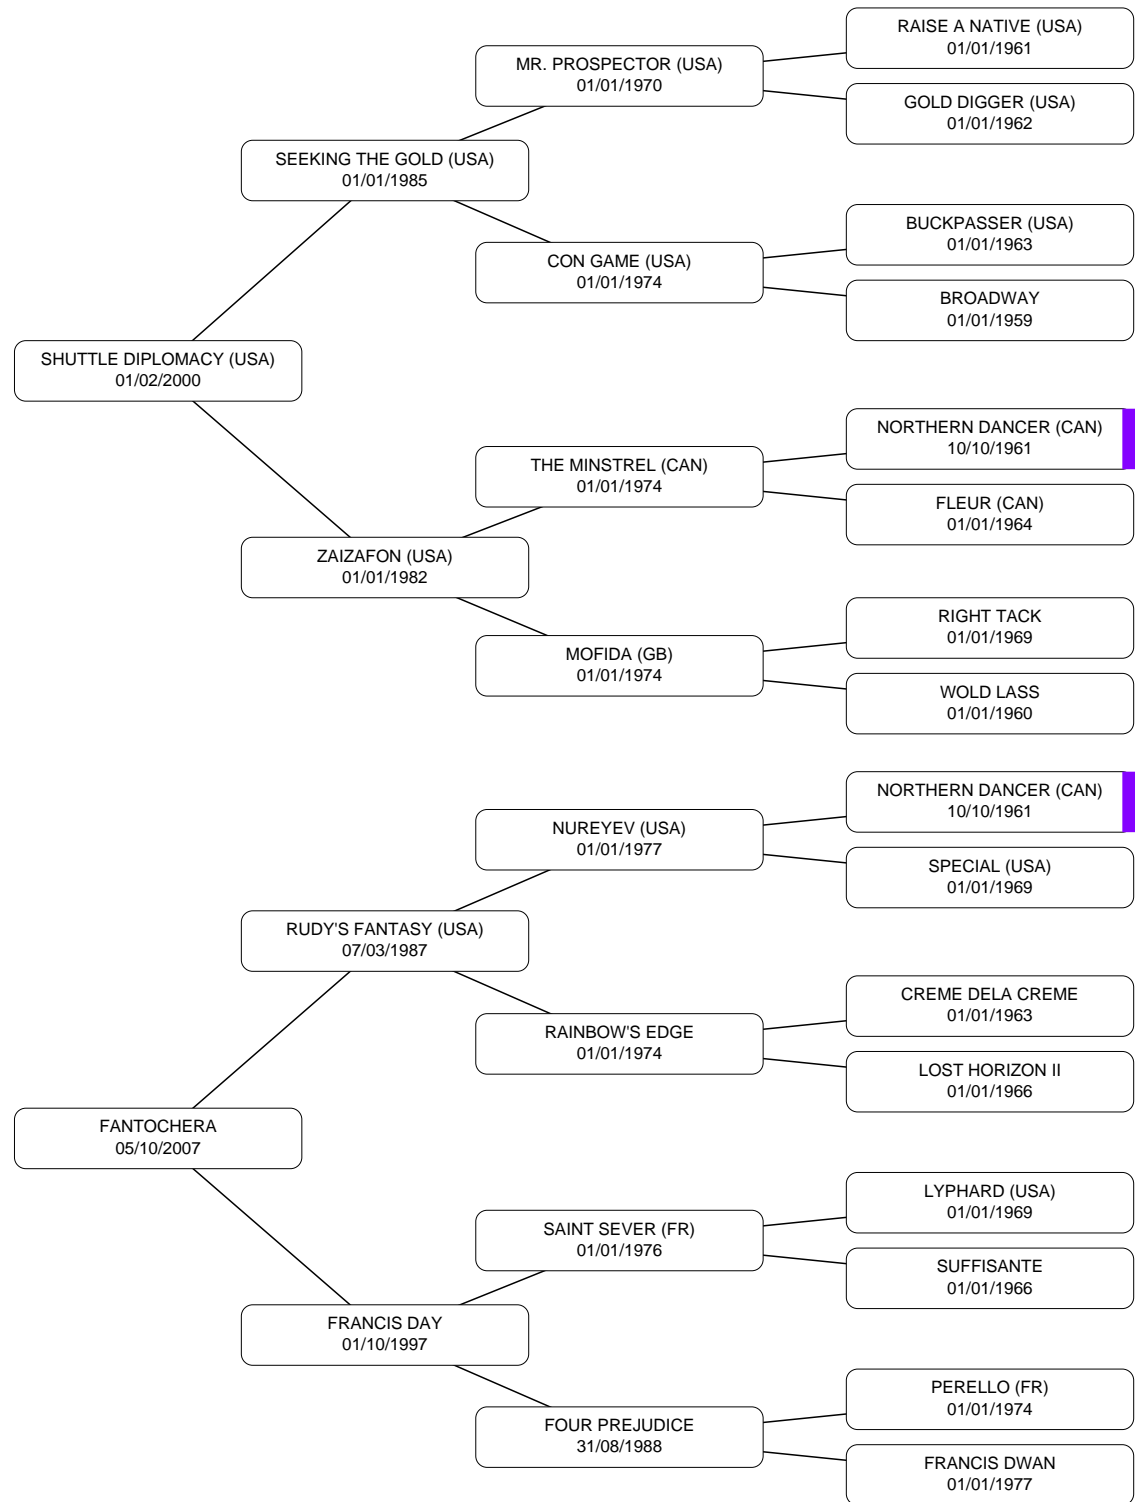 RAISE A NATIVE (USA)
01/01/1961
MR. PROSPECTOR (USA)
01/01/1970
GOLD DIGGER (USA)
01/01/1962
SEEKING THE GOLD (USA)
01/01/1985
BUCKPASSER (USA)
01/01/1963
CON GAME (USA)
01/01/1974
BROADWAY
01/01/1959
SHUTTLE DIPLOMACY (USA)
01/02/2000
NORTHERN DANCER (CAN)
10/10/1961
THE MINSTREL (CAN)
01/01/1974
FLEUR (CAN)
01/01/1964
ZAIZAFON (USA)
01/01/1982
RIGHT TACK
01/01/1969
MOFIDA (GB)
01/01/1974
WOLD LASS
01/01/1960
NORTHERN DANCER (CAN)
10/10/1961
NUREYEV (USA)
01/01/1977
SPECIAL (USA)
01/01/1969
RUDY'S FANTASY (USA)
07/03/1987
CREME DELA CREME
01/01/1963
RAINBOW'S EDGE
01/01/1974
LOST HORIZON II
01/01/1966
FANTOCHERA
05/10/2007
LYPHARD (USA)
01/01/1969
SAINT SEVER (FR)
01/01/1976
SUFFISANTE
01/01/1966
FRANCIS DAY
01/10/1997
PERELLO (FR)
01/01/1974
FOUR PREJUDICE
31/08/1988
FRANCIS DWAN
01/01/1977